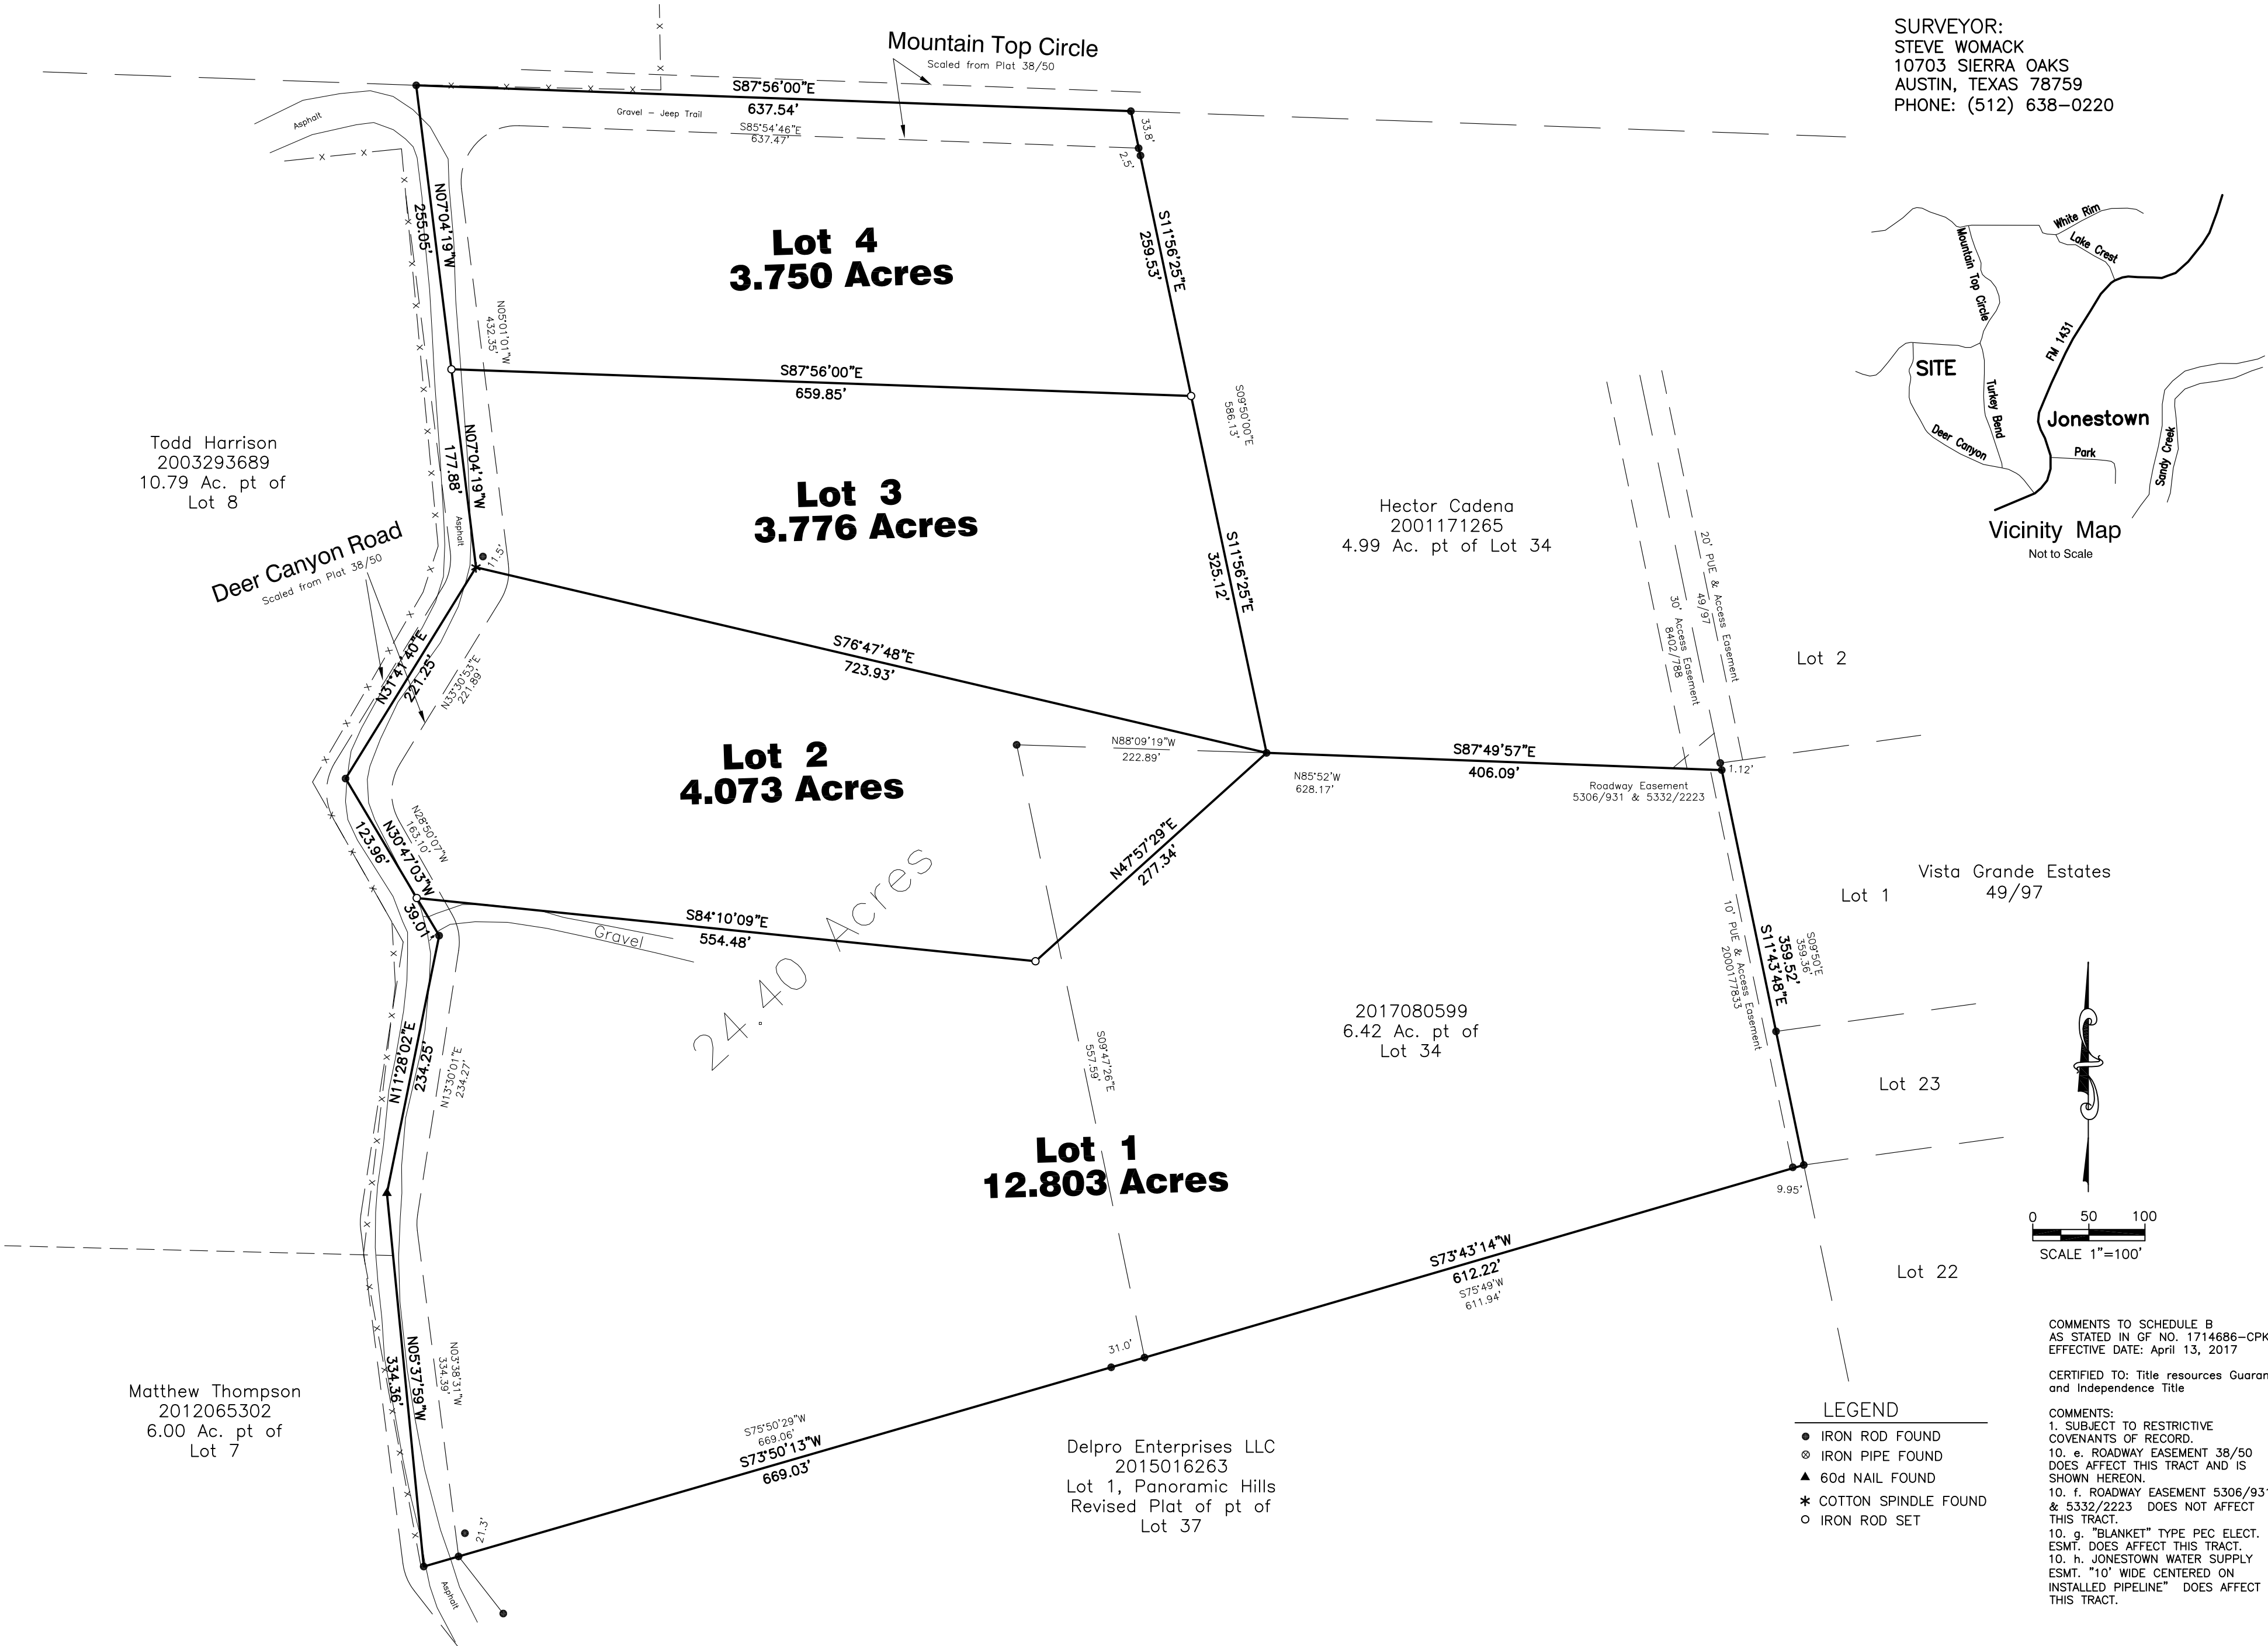 SURVEYOR:
STEVE WOMACK
10703 SIERRA OAKS
AUSTIN, TEXAS 78759
PHONE: (512) 638-0220
Mountain Top Circle
Scaled from Plat 38/50
S87°56'00"E
637.54'
Gravel - Jeep Trail
S85°54'46"E
637.47'
Asphalt
33.8'
2.5'
N07°04'19"W
255.05'
Lot 4
3.750 Acres
S11°56'25"E
259.53'
N05°01'01"W
432.35'
S87°56'00"E
659.85'
S09°50'00"E
586.13'
Todd Harrison
2003293689
10.79 Ac. pt of
Lot 8
N07°04'19"W
177.88'
Asphalt
11.5'
Lot 3
3.776 Acres
S11°56'25"E
325.12'
Hector Cadena
2001171265
4.99 Ac. pt of Lot 34
20' PUE & Access Easement
49/97
30' Access Easement
8402/788
Lot 2
White Rim
Lake Crest
Mountain Top Circle
FM 1431
SITE
Turkey Bend
Jonestown
Deer Canyon
Park
Sandy Creek
Vicinity Map
Not to Scale
Deer Canyon Road
Scaled from Plat 38/50
N31°41'40"E
221.25'
N33°30'53"E
221.89'
S76°47'48"E
723.93'
Lot 2
4.073 Acres
N88°09'19"W
222.89'
S87°49'57"E
406.09'
N85°52'W
628.17'
Roadway Easement
5306/931 & 5332/2223
1.12'
N28°50'07"W
163.10'
N30°47'03"W
123.96'
39.01'
N47°57'29"E
277.34'
S84°10'09"E
554.48'
Gravel
24.40 Acres
Lot 1
Vista Grande Estates
49/97
10' PUE & Access Easement
2000177833
S09°50'E
359.36'
359.52'
S11°43'48"E
2017080599
6.42 Ac. pt of
Lot 34
S09°47'26"E
557.59'
N11°28'02"E
234.25'
N13°30'01"E
234.27'
Lot 23
Lot 1
12.803 Acres
9.95'
S73°43'14"W
612.22'
S75°49'W
611.94'
Lot 22
0 50 100
SCALE 1"=100'
31.0'
N05°37'59"W
334.36'
N03°38'31"W
334.39'
Matthew Thompson
2012065302
6.00 Ac. pt of
Lot 7
S75°50'29"W
669.06'
S73°50'13"W
669.03'
21.3'
Asphalt
Delpro Enterprises LLC
2015016263
Lot 1, Panoramic Hills
Revised Plat of pt of
Lot 37
LEGEND
IRON ROD FOUND
IRON PIPE FOUND
60d NAIL FOUND
COTTON SPINDLE FOUND
IRON ROD SET
COMMENTS TO SCHEDULE B
AS STATED IN GF NO. 1714686-CPK
EFFECTIVE DATE: April 13, 2017
CERTIFIED TO: Title resources Guaran
and Independence Title
COMMENTS:
1. SUBJECT TO RESTRICTIVE
COVENANTS OF RECORD.
10. e. ROADWAY EASEMENT 38/50
DOES AFFECT THIS TRACT AND IS
SHOWN HEREON.
10. f. ROADWAY EASEMENT 5306/931
& 5332/2223 DOES NOT AFFECT
THIS TRACT.
10. g. "BLANKET" TYPE PEC ELECT.
ESMT. DOES AFFECT THIS TRACT.
10. h. JONESTOWN WATER SUPPLY
ESMT. "10' WIDE CENTERED ON
INSTALLED PIPELINE" DOES AFFECT
THIS TRACT.